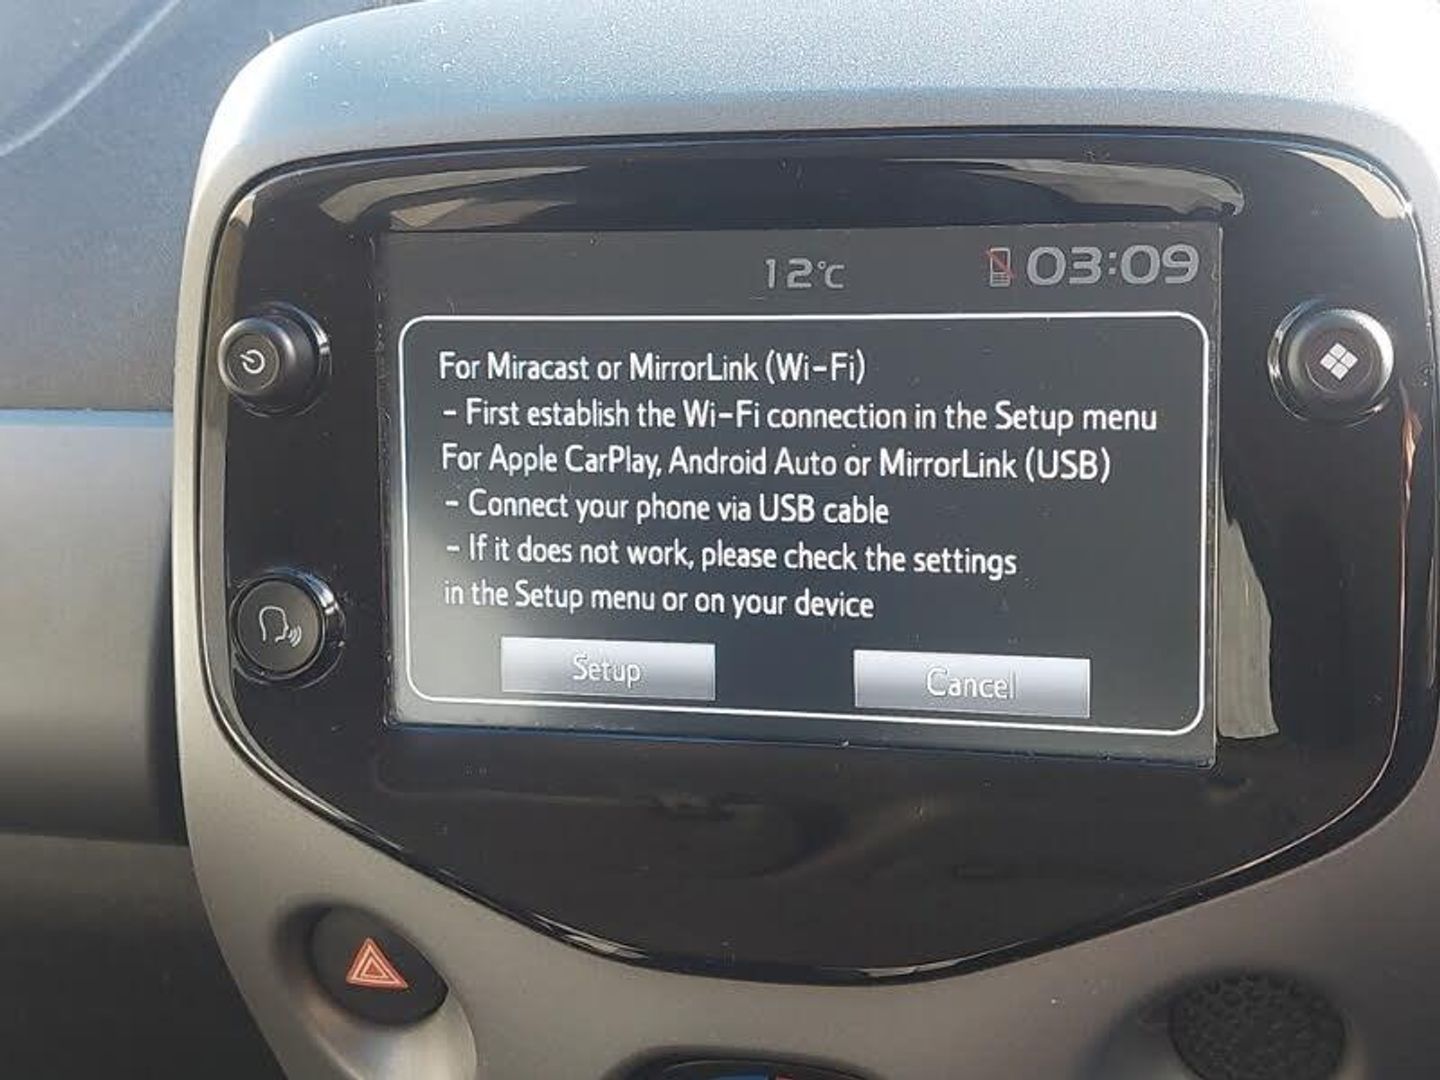 12°C 03:09
For Miracast or MirrorLink (Wi-Fi)
- First establish the Wi-Fi connection in the Setup menu
For Apple CarPlay, Android Auto or MirrorLink (USB)
- Connect your phone via USB cable
- If it does not work, please check the settings
in the Setup menu or on your device
Setup Cancel